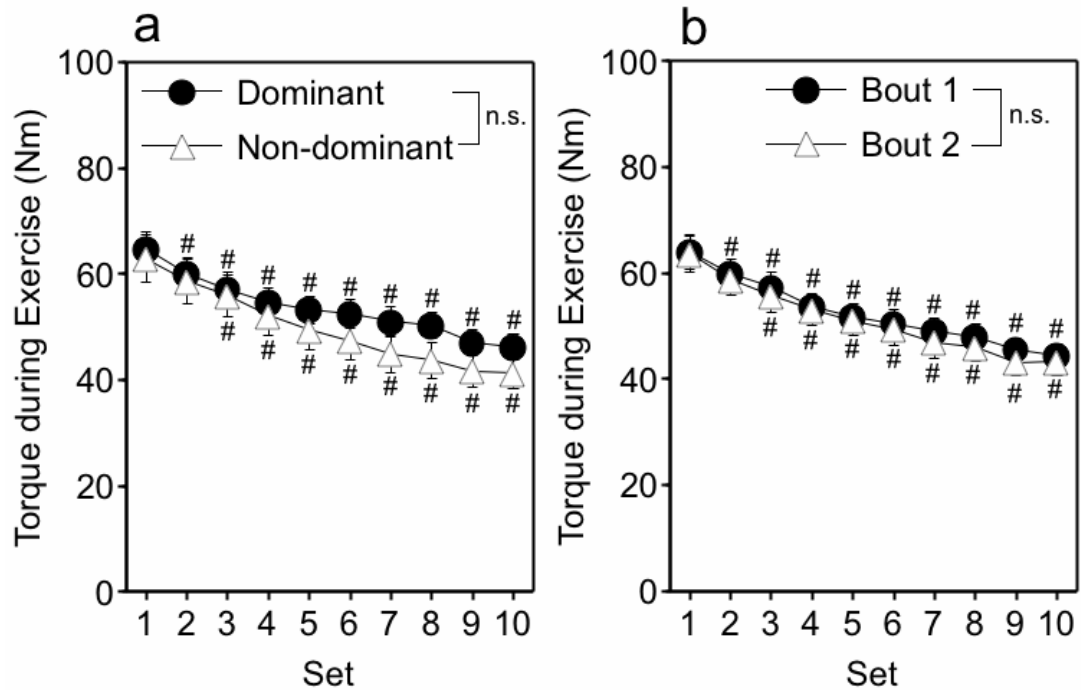 a
Torque during Exercise (Nm)
100
80
60
40
20
0
Dominant
Non-dominant
n.s.
# # # # # # # # #
# # # # # # # #
1 2 3 4 5 6 7 8 9 10
Set
b
Torque during Exercise (Nm)
100
80
60
40
20
0
Bout 1
Bout 2
n.s.
# # # # # # # # #
# # # # # # # #
1 2 3 4 5 6 7 8 9 10
Set